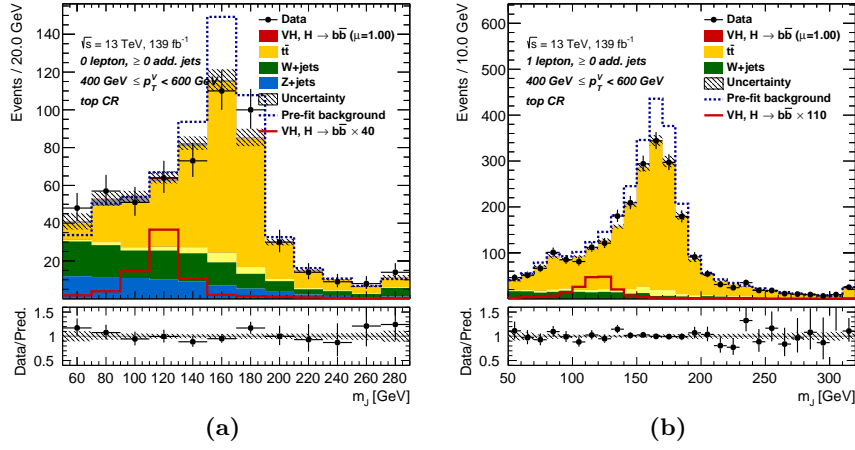 Events / 20.0 GeV
140
120
100
80
60
40
20
√s = 13 TeV, 139 fb⁻¹
0 lepton, ≥ 0 add. jets
400 GeV ≤ p_T^V < 600 GeV
top CR
Data
VH, H → bb̄ (μ=1.00)
tt̄
W+jets
Z+jets
Uncertainty
Pre-fit background
VH, H → bb̄ × 40
Data/Pred.
1.5
1
0.5
60 80 100 120 140 160 180 200 220 240 260 280
m_J [GeV]
(a)
Events / 10.0 GeV
600
500
400
300
200
100
√s = 13 TeV, 139 fb⁻¹
1 lepton, ≥ 0 add. jets
400 GeV ≤ p_T^V < 600 GeV
top CR
Data
VH, H → bb̄ (μ=1.00)
tt̄
W+jets
Uncertainty
Pre-fit background
VH, H → bb̄ × 110
Data/Pred.
1.5
1
0.5
50 100 150 200 250 300
m_J [GeV]
(b)